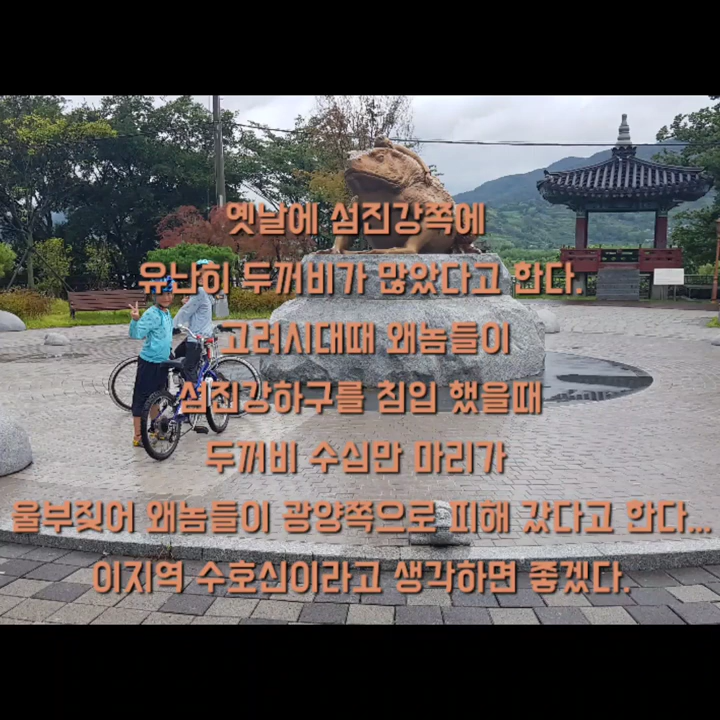 옛날에 섬진강쪽에
유난히 두꺼비가 많았다고 한다.
고려시대때 왜놈들이
섬진강하구를 침입 했을때
두꺼비 수십만 마리가
울부짖어 왜놈들이 광양쪽으로 피해 갔다고 한다...
이지역 수호신이라고 생각하면 좋겠다.